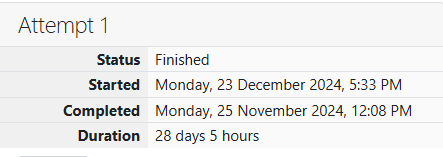 Attempt 1
Status Finished
Started Monday, 23 December 2024, 5:33 PM
Completed Monday, 25 November 2024, 12:08 PM
Duration 28 days 5 hours